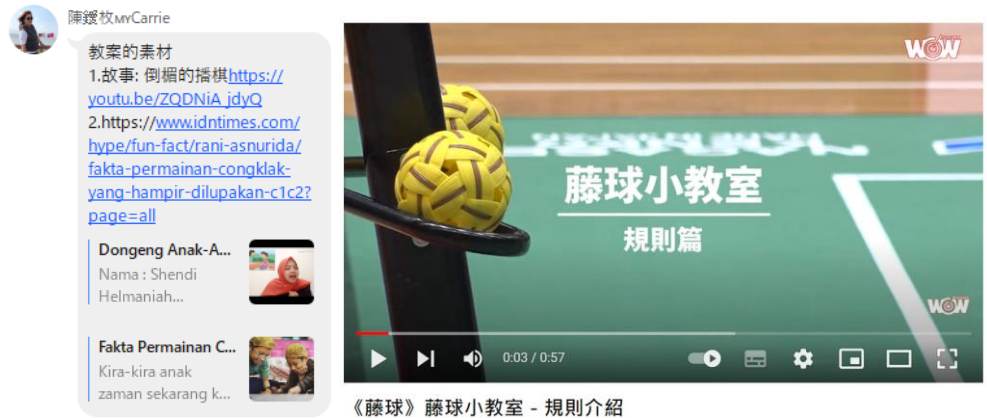 陳鑀枚MYCarrie
教案的素材
1.故事: 倒楣的播棋https://
youtu.be/ZQDNiA_jdyQ
2.https://www.idntimes.com/
hype/fun-fact/rani-asnurida/
fakta-permainan-congklak-
yang-hampir-dilupakan-c1c2?
page=all
Dongeng Anak-A...
Nama : Shendi
Helmaniah...
Fakta Permainan C...
Kira-kira anak
zaman sekarang k...
WOW
藤球小教室
規則篇
WOW
0:03 / 0:57
《藤球》藤球小教室 - 規則介紹